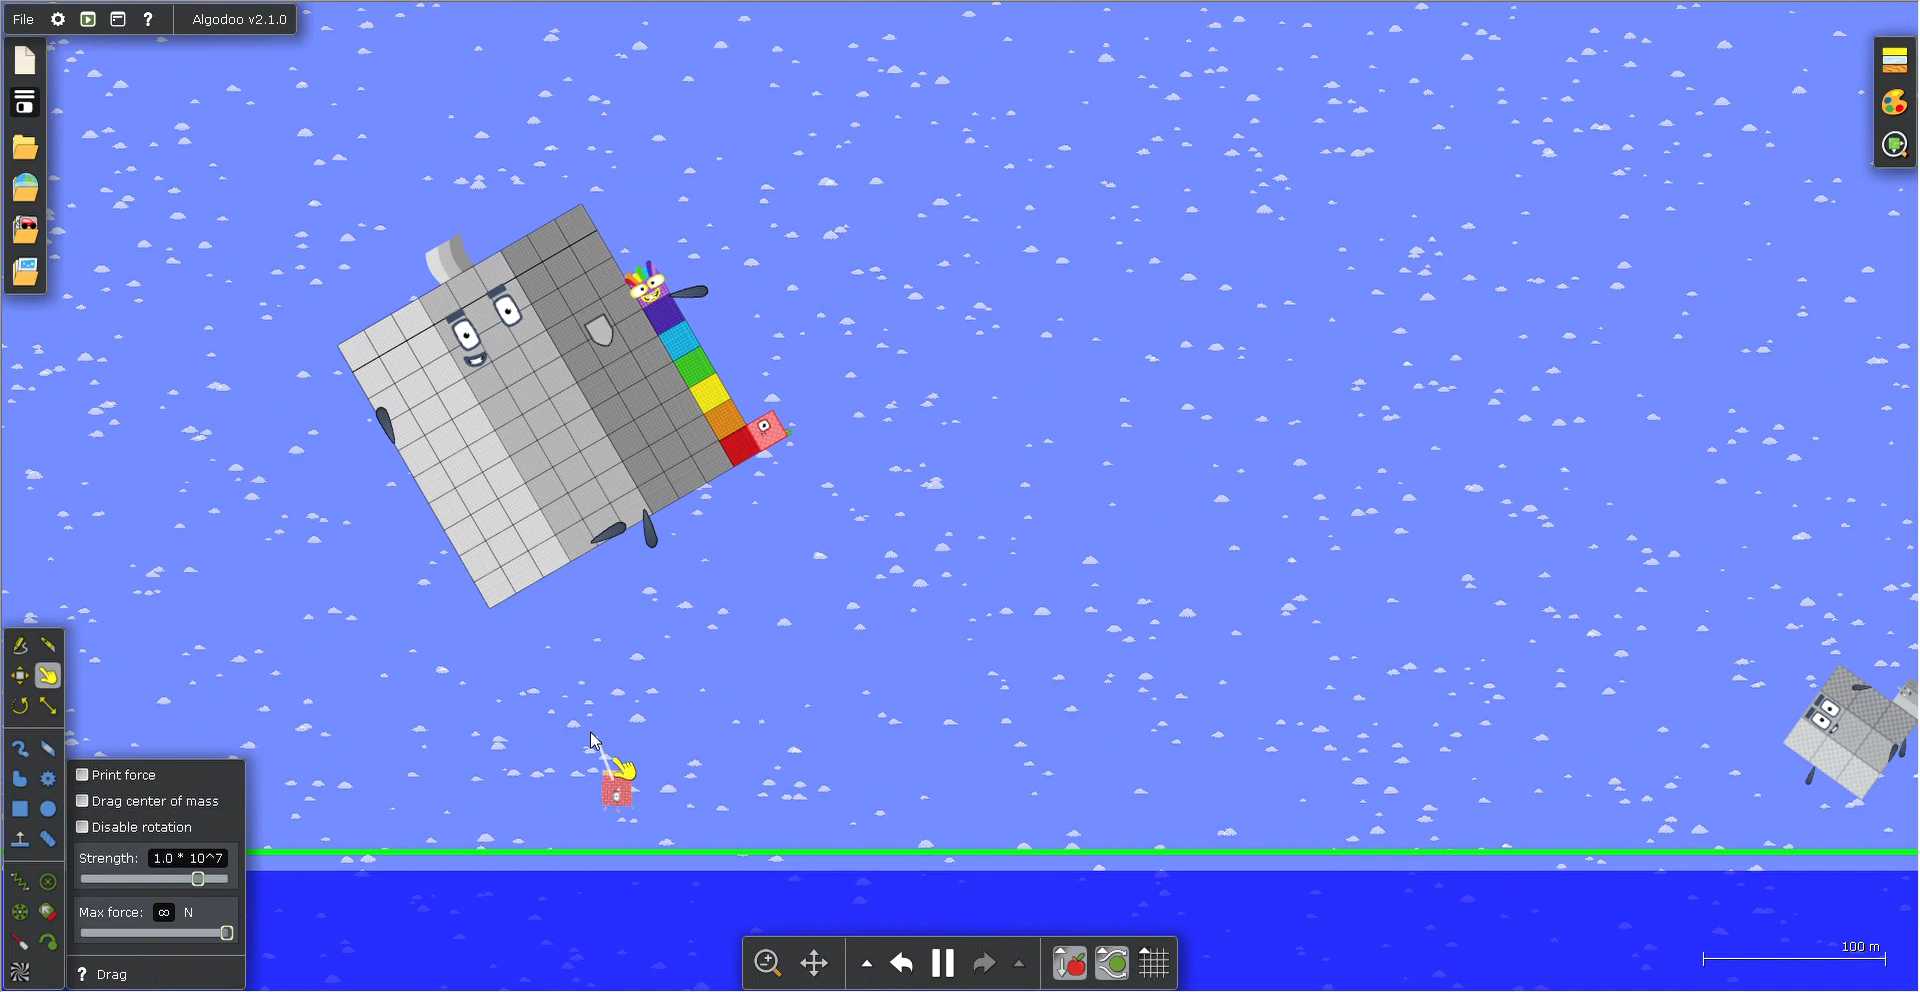 File
?
Algodoo v2.1.0
Print force
Drag center of mass
Disable rotation
Strength: 1.0 * 10^7
Max force: ∞ N
? Drag
100 m